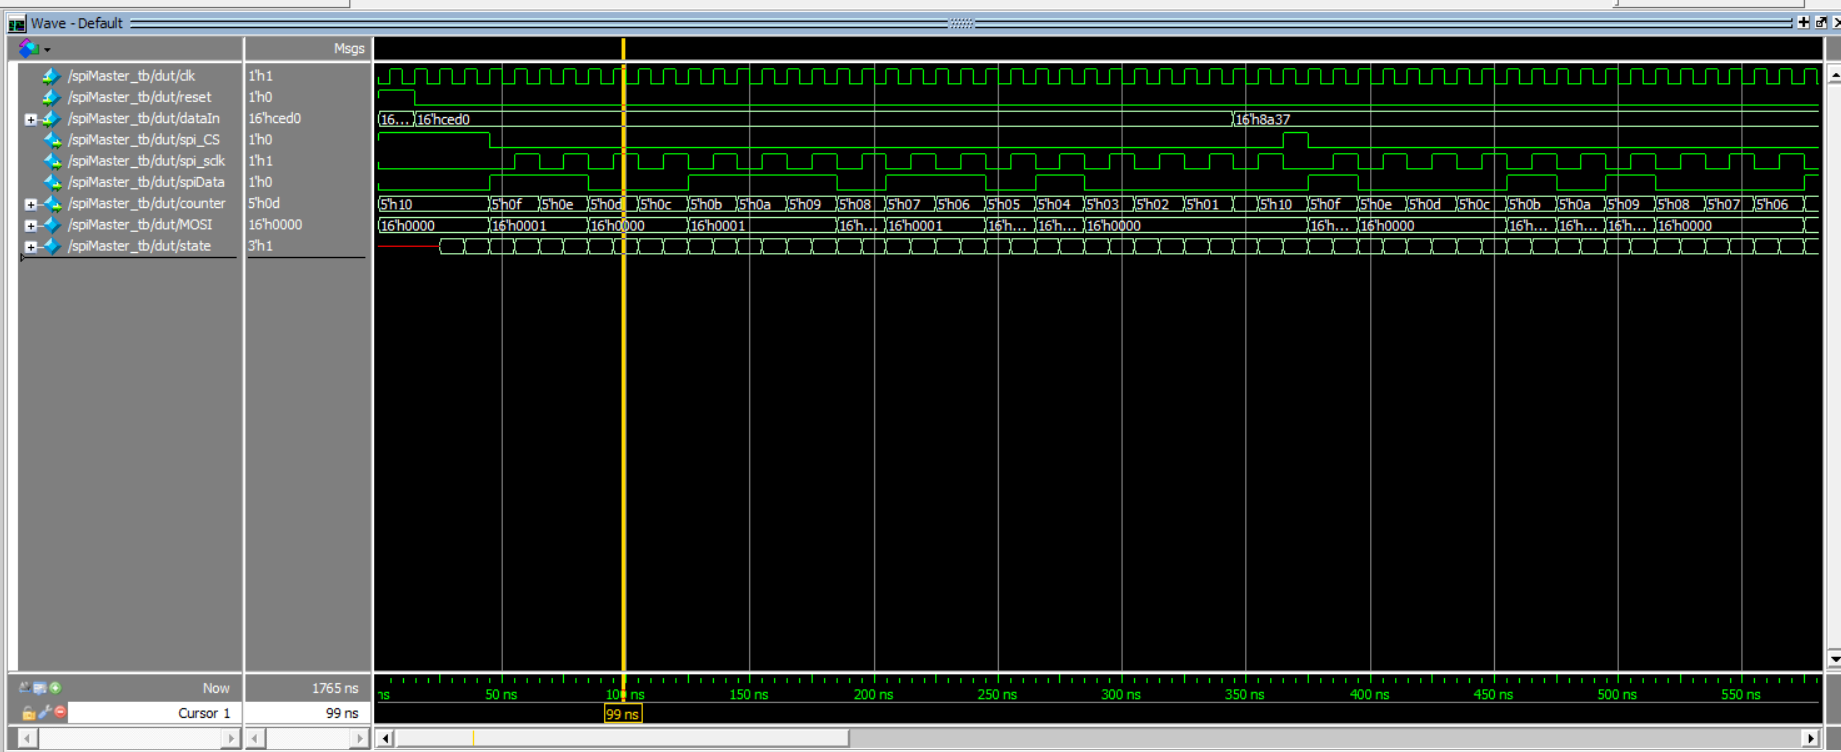 Wave - Default
Msgs
/spiMaster_tb/dut/clk 1'h1
/spiMaster_tb/dut/reset 1'h0
/spiMaster_tb/dut/dataIn 16'hced0 16... 16'hced0 16'h8a37
/spiMaster_tb/dut/spi_CS 1'h0
/spiMaster_tb/dut/spi_sclk 1'h1
/spiMaster_tb/dut/spiData 1'h0
/spiMaster_tb/dut/counter 5'h0d 5'h10 5'h0f 5'h0e 5'h0d 5'h0c 5'h0b 5'h0a 5'h09 5'h08 5'h07 5'h06 5'h05 5'h04 5'h03 5'h02 5'h01 5'h10 5'h0f 5'h0e 5'h0d 5'h0c 5'h0b 5'h0a 5'h09 5'h08 5'h07 5'h06
/spiMaster_tb/dut/MOSI 16'h0000 16'h0000 16'h0001 16'h0000 16'h0001 16'h... 16'h0001 16'h... 16'h... 16'h0000 16'h... 16'h0000 16'h... 16'h... 16'h... 16'h0000
/spiMaster_tb/dut/state 3'h1
Now 1765 ns ns 50 ns 100 ns 150 ns 200 ns 250 ns 300 ns 350 ns 400 ns 450 ns 500 ns 550 ns
Cursor 1 99 ns 99 ns